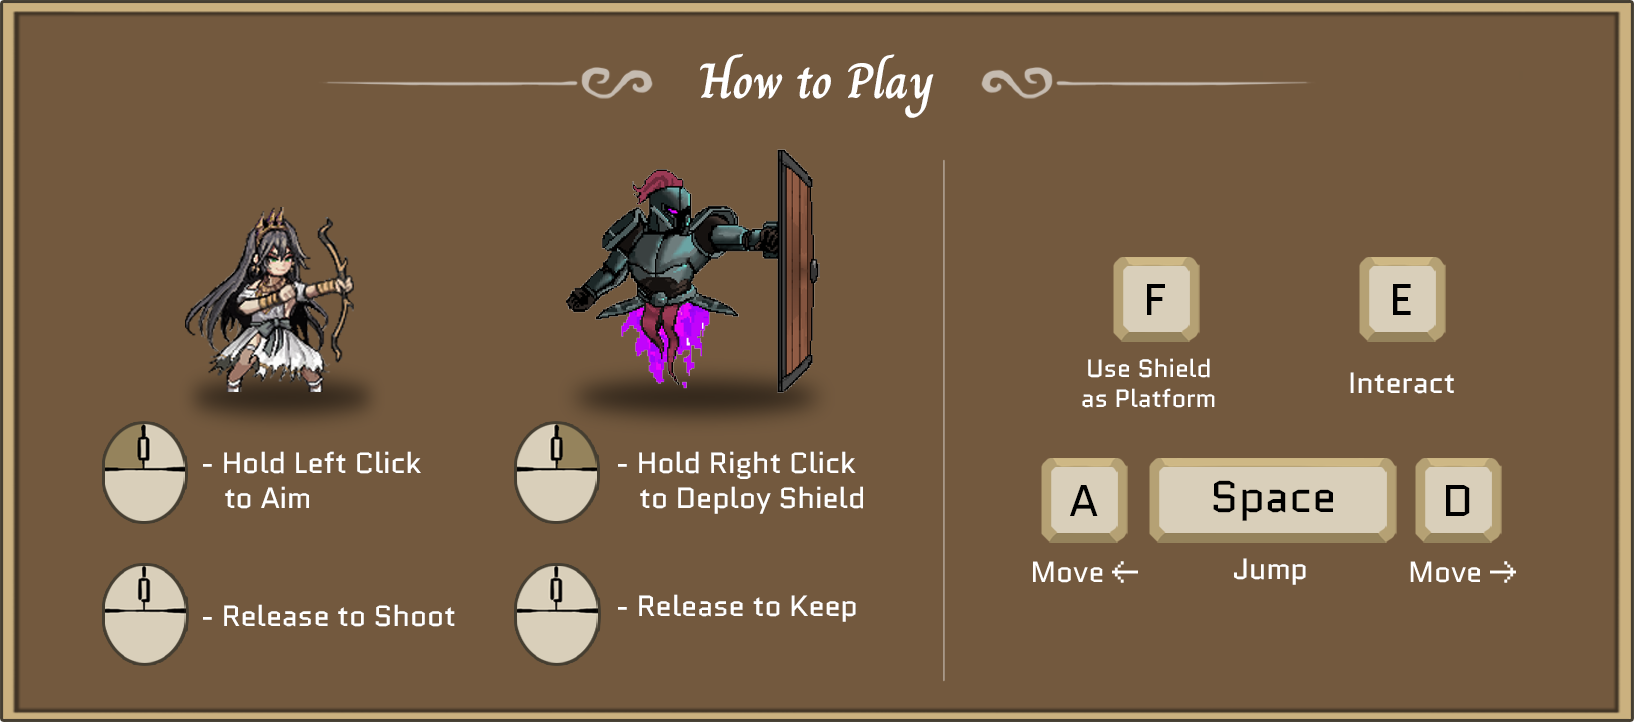 How to Play
- Hold Left Click
to Aim
- Release to Shoot
- Hold Right Click
to Deploy Shield
- Release to Keep
F
Use Shield
as Platform
E
Interact
A
Move ←
Space
Jump
D
Move →